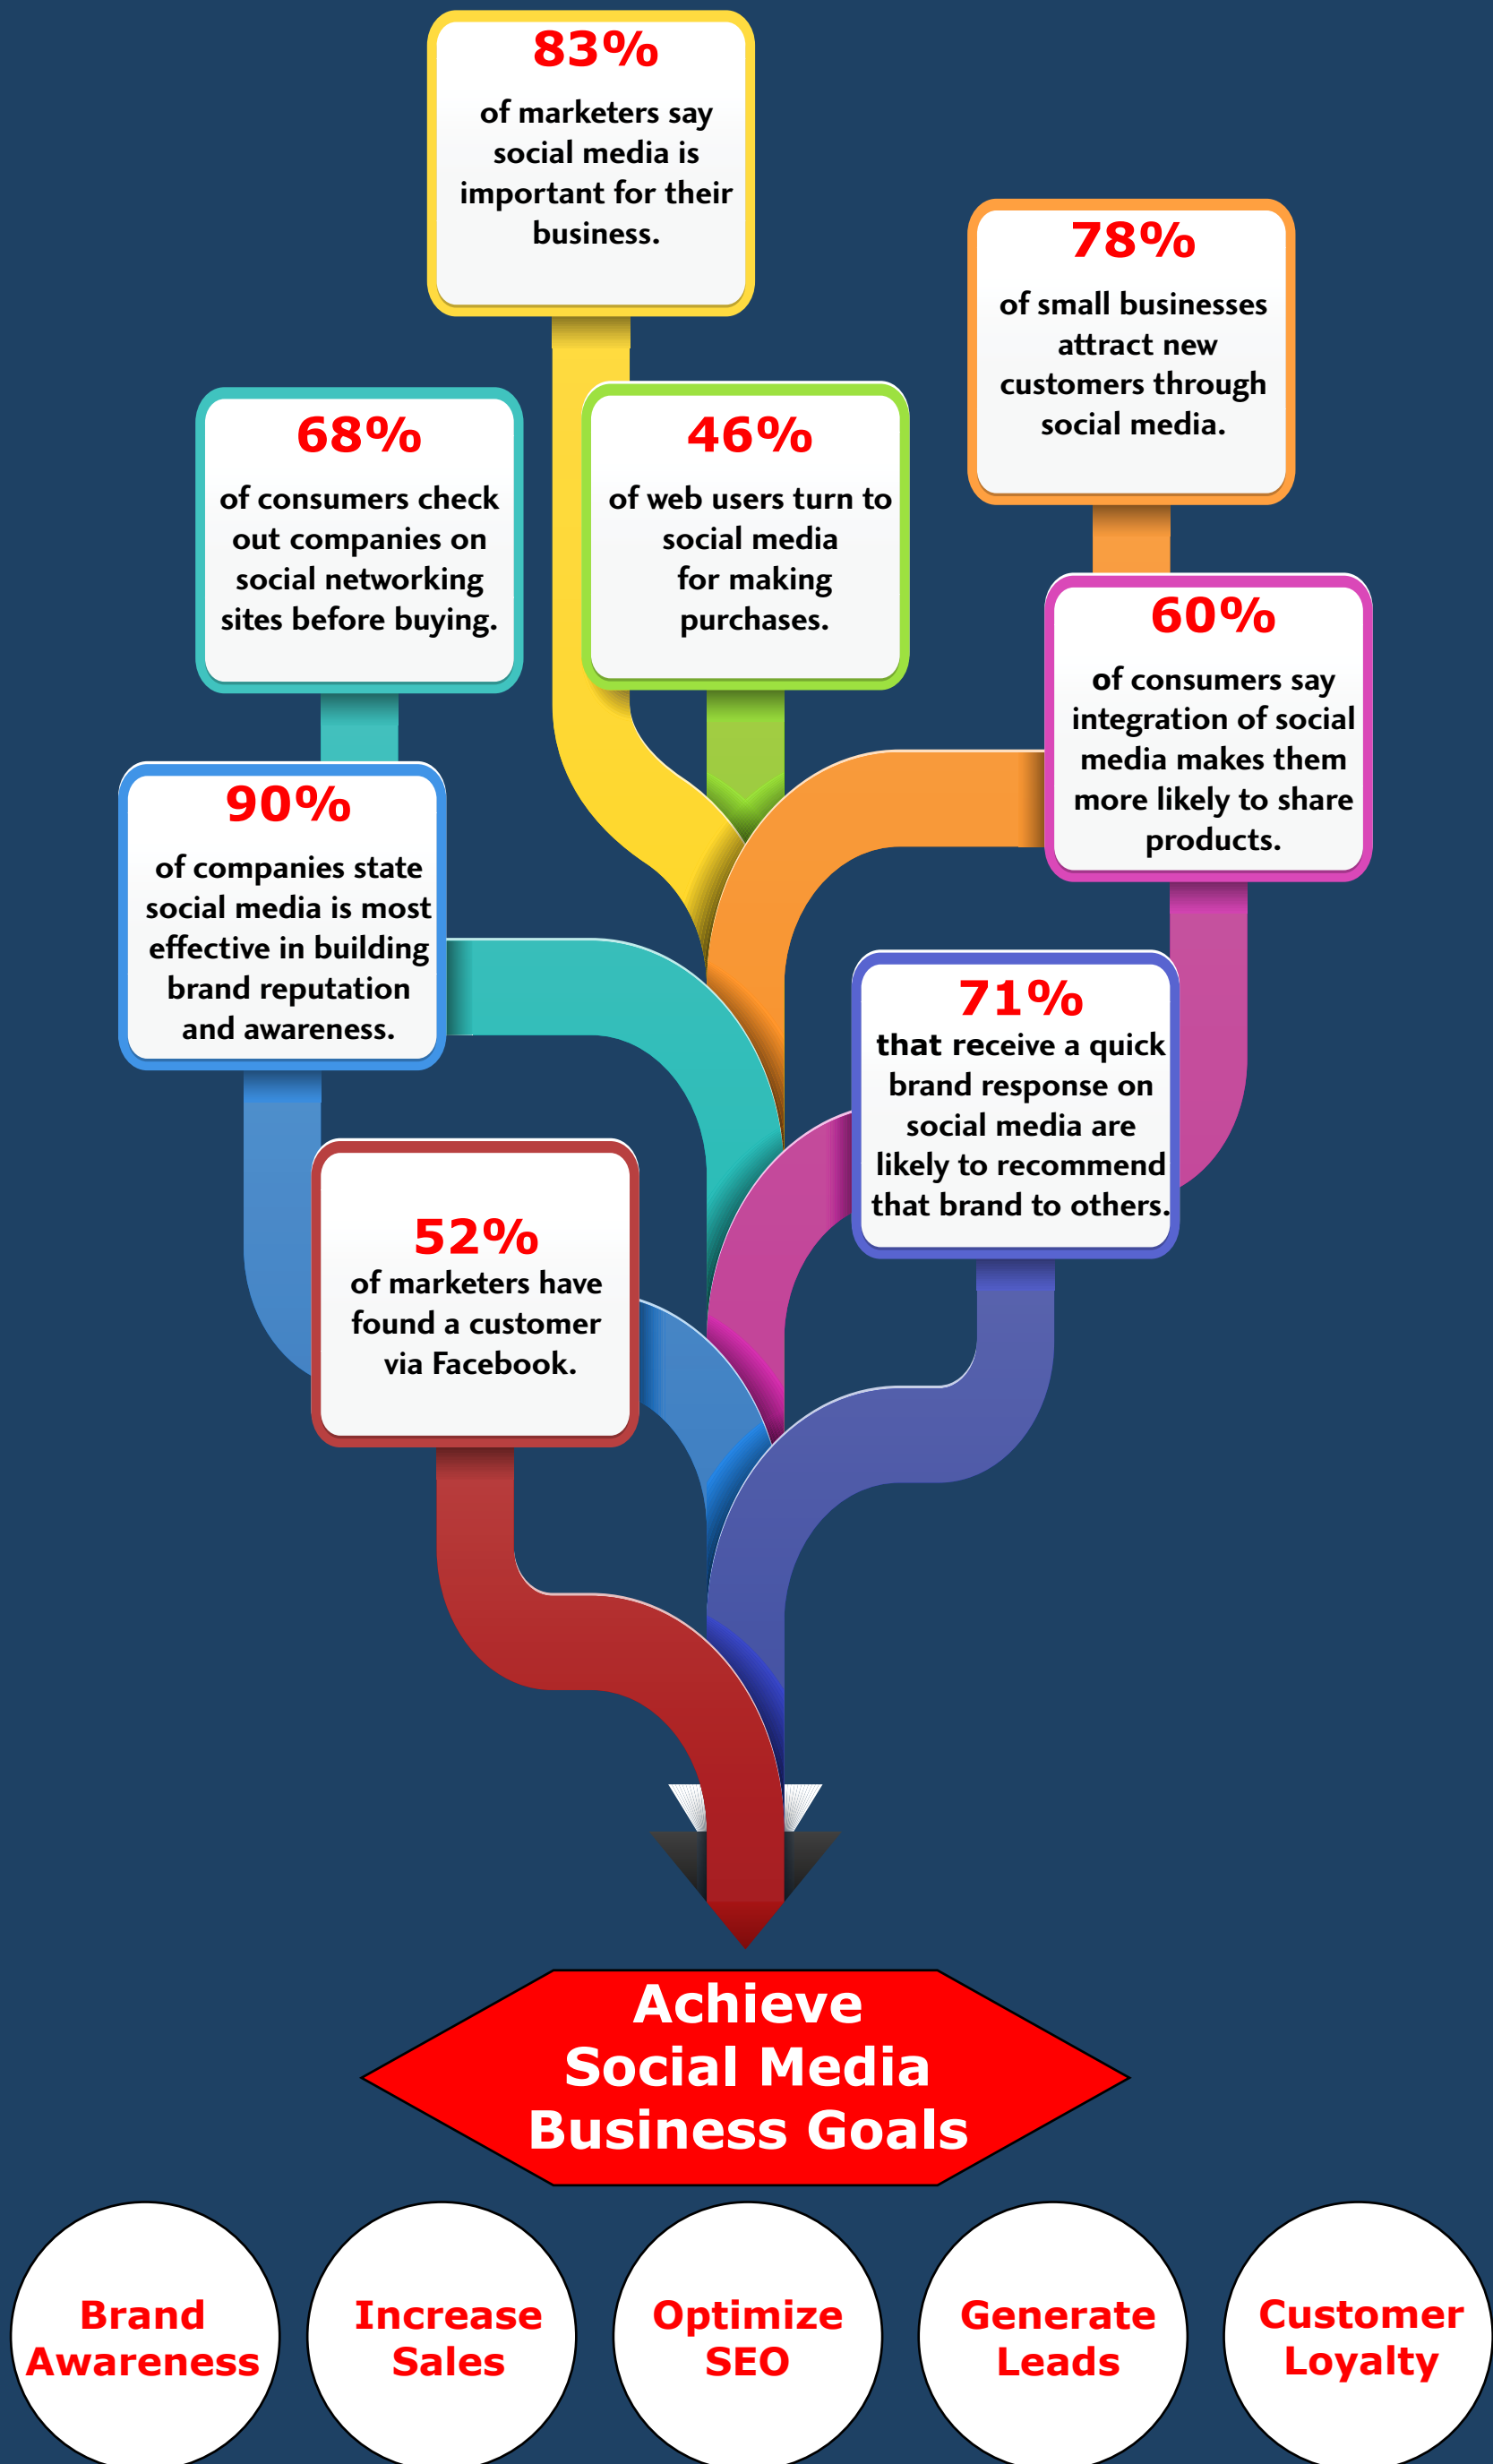 83%
of marketers say
social media is
important for their
business.
78%
of small businesses
attract new
customers through
social media.
68%
of consumers check
out companies on
social networking
sites before buying.
46%
of web users turn to
social media
for making
purchases.
60%
of consumers say
integration of social
media makes them
more likely to share
products.
90%
of companies state
social media is most
effective in building
brand reputation
and awareness.
71%
that receive a quick
brand response on
social media are
likely to recommend
that brand to others.
52%
of marketers have
found a customer
via Facebook.
Achieve
Social Media
Business Goals
Brand
Awareness
Increase
Sales
Optimize
SEO
Generate
Leads
Customer
Loyalty